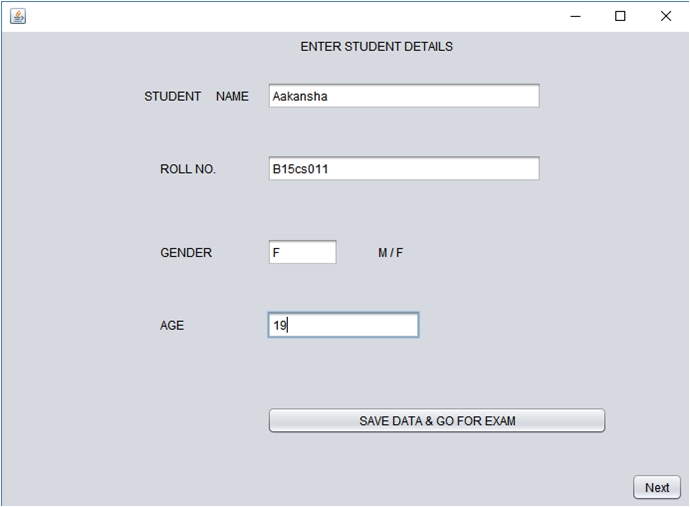 ENTER STUDENT DETAILS
STUDENT NAME Aakansha
ROLL NO. B15cs011
GENDER F M / F
AGE 19
SAVE DATA & GO FOR EXAM
Next